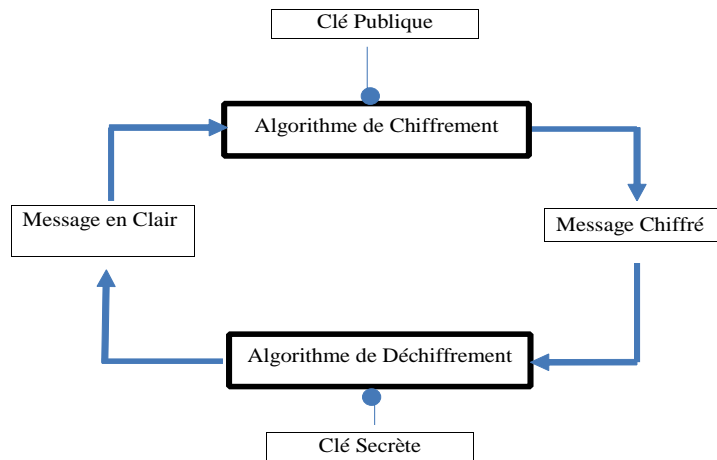 Clé Publique
Algorithme de Chiffrement
Message en Clair
Message Chiffré
Algorithme de Déchiffrement
Clé Secrète